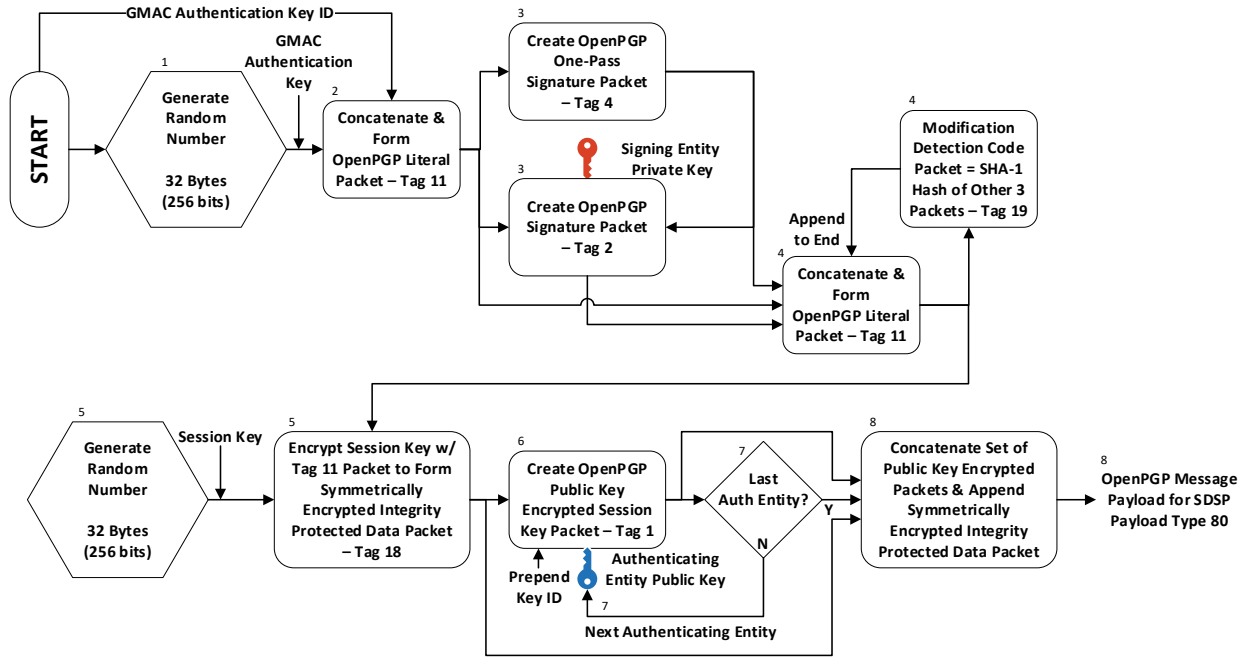 GMAC Authentication Key ID
START
1
Generate
Random
Number
32 Bytes
(256 bits)
GMAC
Authentication
Key
2
Concatenate &
Form
OpenPGP Literal
Packet – Tag 11
3
Create OpenPGP
One-Pass
Signature Packet
– Tag 4
Signing Entity
Private Key
3
Create OpenPGP
Signature Packet
– Tag 2
4
Modification
Detection Code
Packet = SHA-1
Hash of Other 3
Packets – Tag 19
Append
to End
4
Concatenate &
Form
OpenPGP Literal
Packet – Tag 11
5
Generate
Random
Number
32 Bytes
(256 bits)
Session Key
5
Encrypt Session Key w/
Tag 11 Packet to Form
Symmetrically
Encrypted Integrity
Protected Data Packet
– Tag 18
6
Create OpenPGP
Public Key
Encrypted Session
Key Packet – Tag 1
Prepend
Key ID
Authenticating
Entity Public Key
7
Last
Auth Entity?
Y
N
7
Next Authenticating Entity
8
Concatenate Set of
Public Key Encrypted
Packets & Append
Symmetrically
Encrypted Integrity
Protected Data Packet
8
OpenPGP Message
Payload for SDSP
Payload Type 80